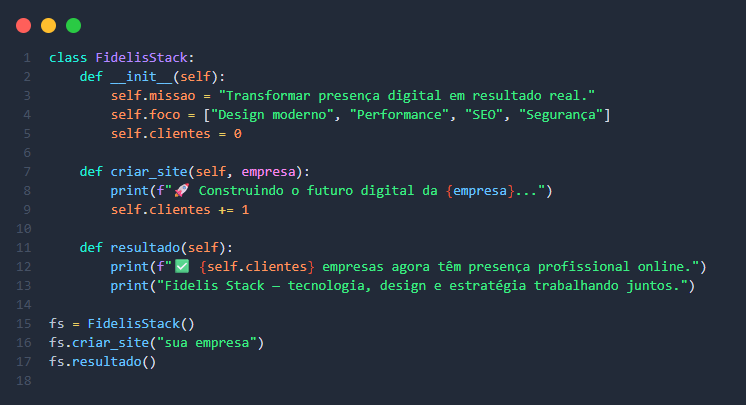 1 class FidelisStack:
2     def __init__(self):
3         self.missao = "Transformar presença digital em resultado real."
4         self.foco = ["Design moderno", "Performance", "SEO", "Segurança"]
5         self.clientes = 0
6
7     def criar_site(self, empresa):
8         print(f"🚀 Construindo o futuro digital da {empresa}...")
9         self.clientes += 1
10
11     def resultado(self):
12         print(f"✅ {self.clientes} empresas agora têm presença profissional online.")
13         print("Fidelis Stack — tecnologia, design e estratégia trabalhando juntos.")
14
15 fs = FidelisStack()
16 fs.criar_site("sua empresa")
17 fs.resultado()
18